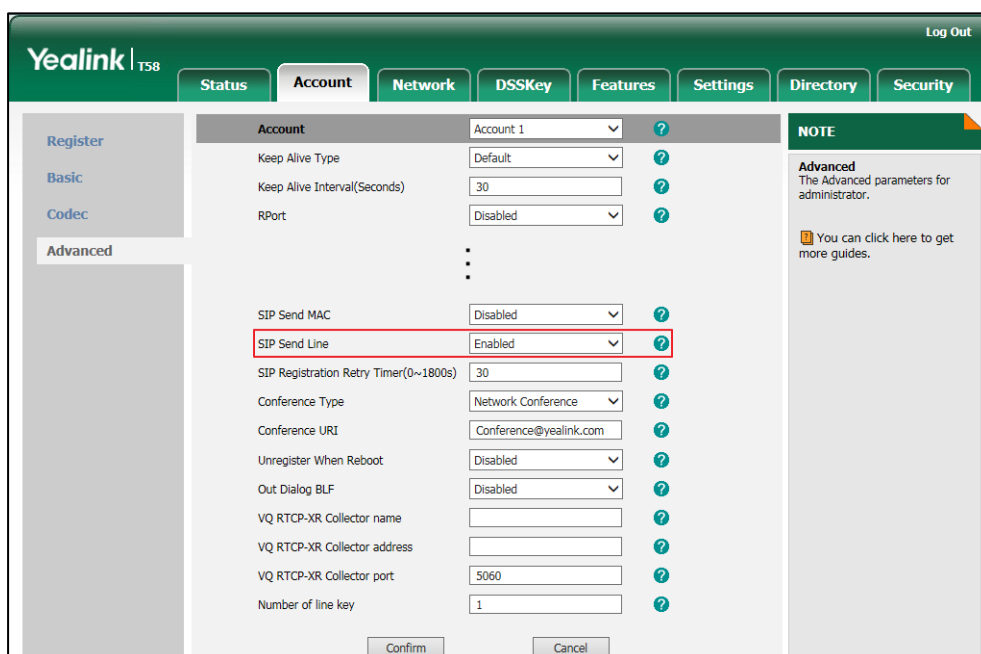 Log Out
Yealink | T58
Status Account Network DSSKey Features Settings Directory Security
Register
Basic
Codec
Advanced
Account Account 1
Keep Alive Type Default
Keep Alive Interval(Seconds) 30
RPort Disabled
SIP Send MAC Disabled
SIP Send Line Enabled
SIP Registration Retry Timer(0~1800s) 30
Conference Type Network Conference
Conference URI Conference@yealink.com
Unregister When Reboot Disabled
Out Dialog BLF Disabled
VQ RTCP-XR Collector name
VQ RTCP-XR Collector address
VQ RTCP-XR Collector port 5060
Number of line key 1
Confirm Cancel
NOTE
Advanced
The Advanced parameters for
administrator.
You can click here to get
more guides.